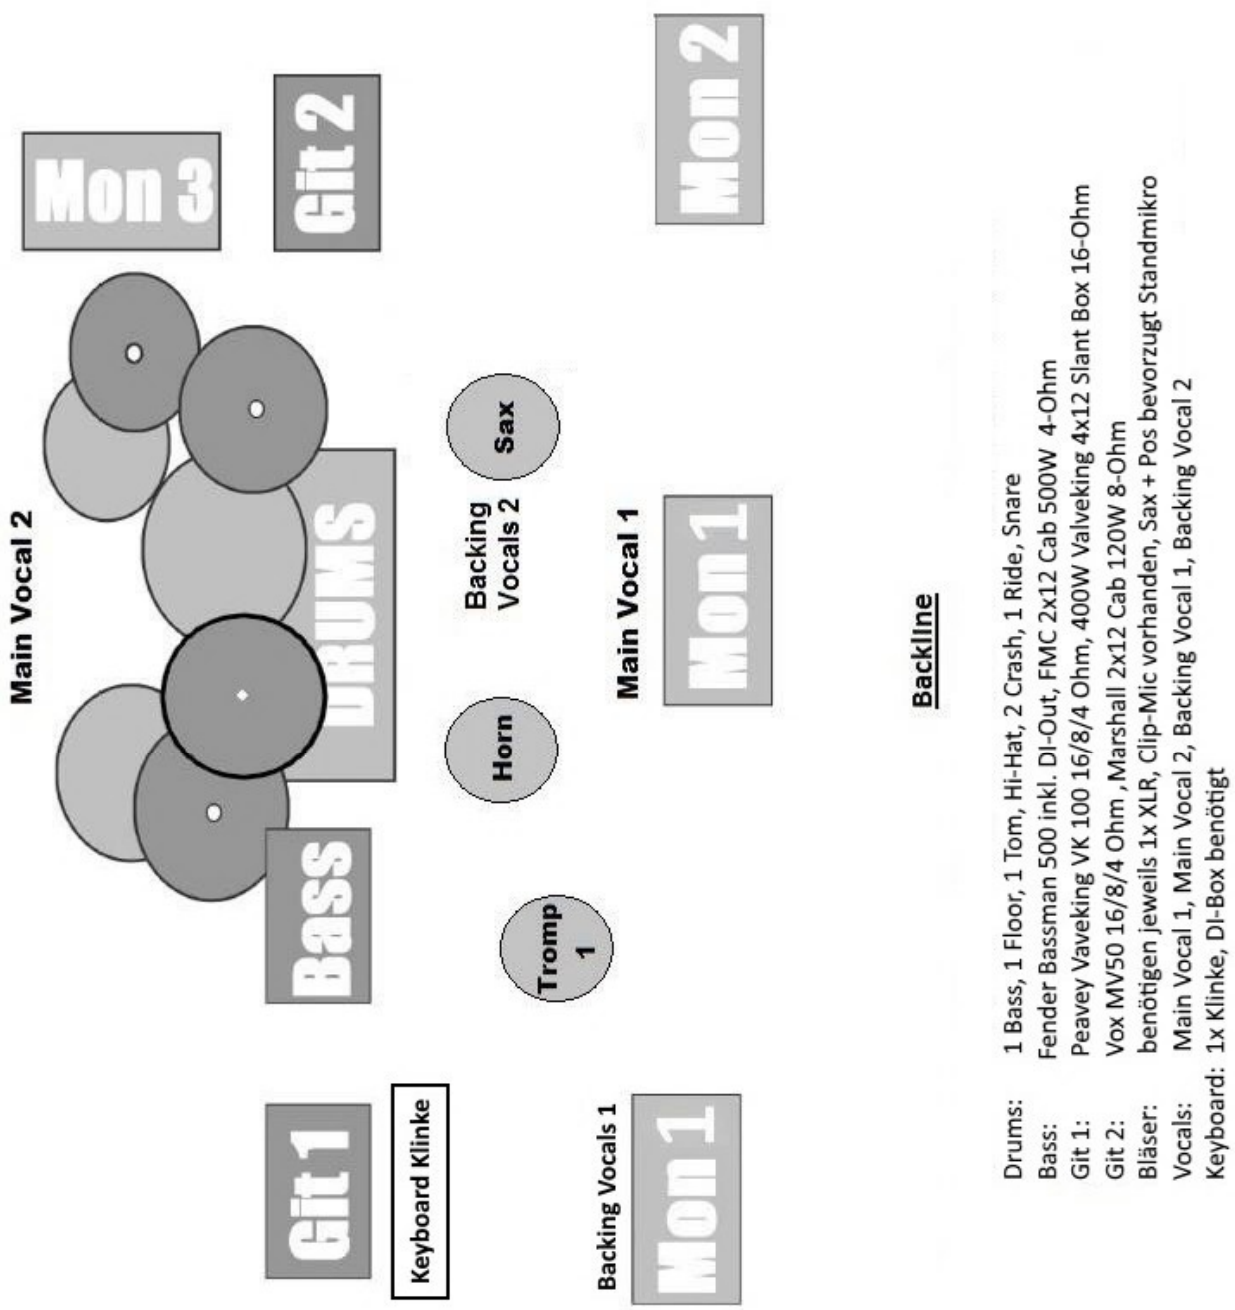 Main Vocal 2
Mon 3
Git 2
DRUMS
Bass
Git 1
Keyboard Klinke
Sax
Backing
Vocals 2
Horn
Tromp
1
Main Vocal 1
Backing Vocals 1
Mon 1
Mon 1
Mon 2
Backline
Drums: 1 Bass, 1 Floor, 1 Tom, Hi-Hat, 2 Crash, 1 Ride, Snare
Bass: Fender Bassman 500 inkl. DI-Out, FMC 2x12 Cab 500W 4-Ohm
Git 1: Peavey Vaveking VK 100 16/8/4 Ohm, 400W Valveking 4x12 Slant Box 16-Ohm
Git 2: Vox MV50 16/8/4 Ohm ,Marshall 2x12 Cab 120W 8-Ohm
Bläser: benötigen jeweils 1x XLR, Clip-Mic vorhanden, Sax + Pos bevorzugt Standmikro
Vocals: Main Vocal 1, Main Vocal 2, Backing Vocal 1, Backing Vocal 2
Keyboard: 1x Klinke, DI-Box benötigt